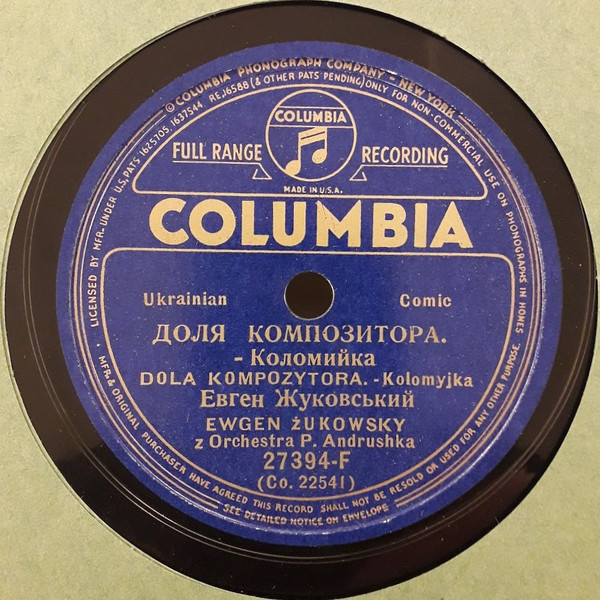 © COLUMBIA PHONOGRAPH COMPANY - NEW YORK
LICENSED BY MFR. UNDER U.S. PATS 1625705, 1637544, RE.16588 (& OTHER PATS PENDING) ONLY FOR NON-COMMERCIAL USE ON PHONOGRAPHS IN HOMES
COLUMBIA
FULL RANGE RECORDING
MADE IN U.S.A.
COLUMBIA
Ukrainian Comic
ДОЛЯ КОМПОЗИТОРА.
- Коломийка
DOLA KOMPOZYTORA. -Kolomyjka
Евген Жуковський
EWGEN ŻUKOWSKY
z Orchestra P. Andrushka
27394-F
(Co. 22541)
MFR. & ORIGINAL PURCHASER HAVE AGREED THIS RECORD SHALL NOT BE RESOLD OR USED FOR ANY OTHER PURPOSE.
SEE DETAILED NOTICE ON ENVELOPE